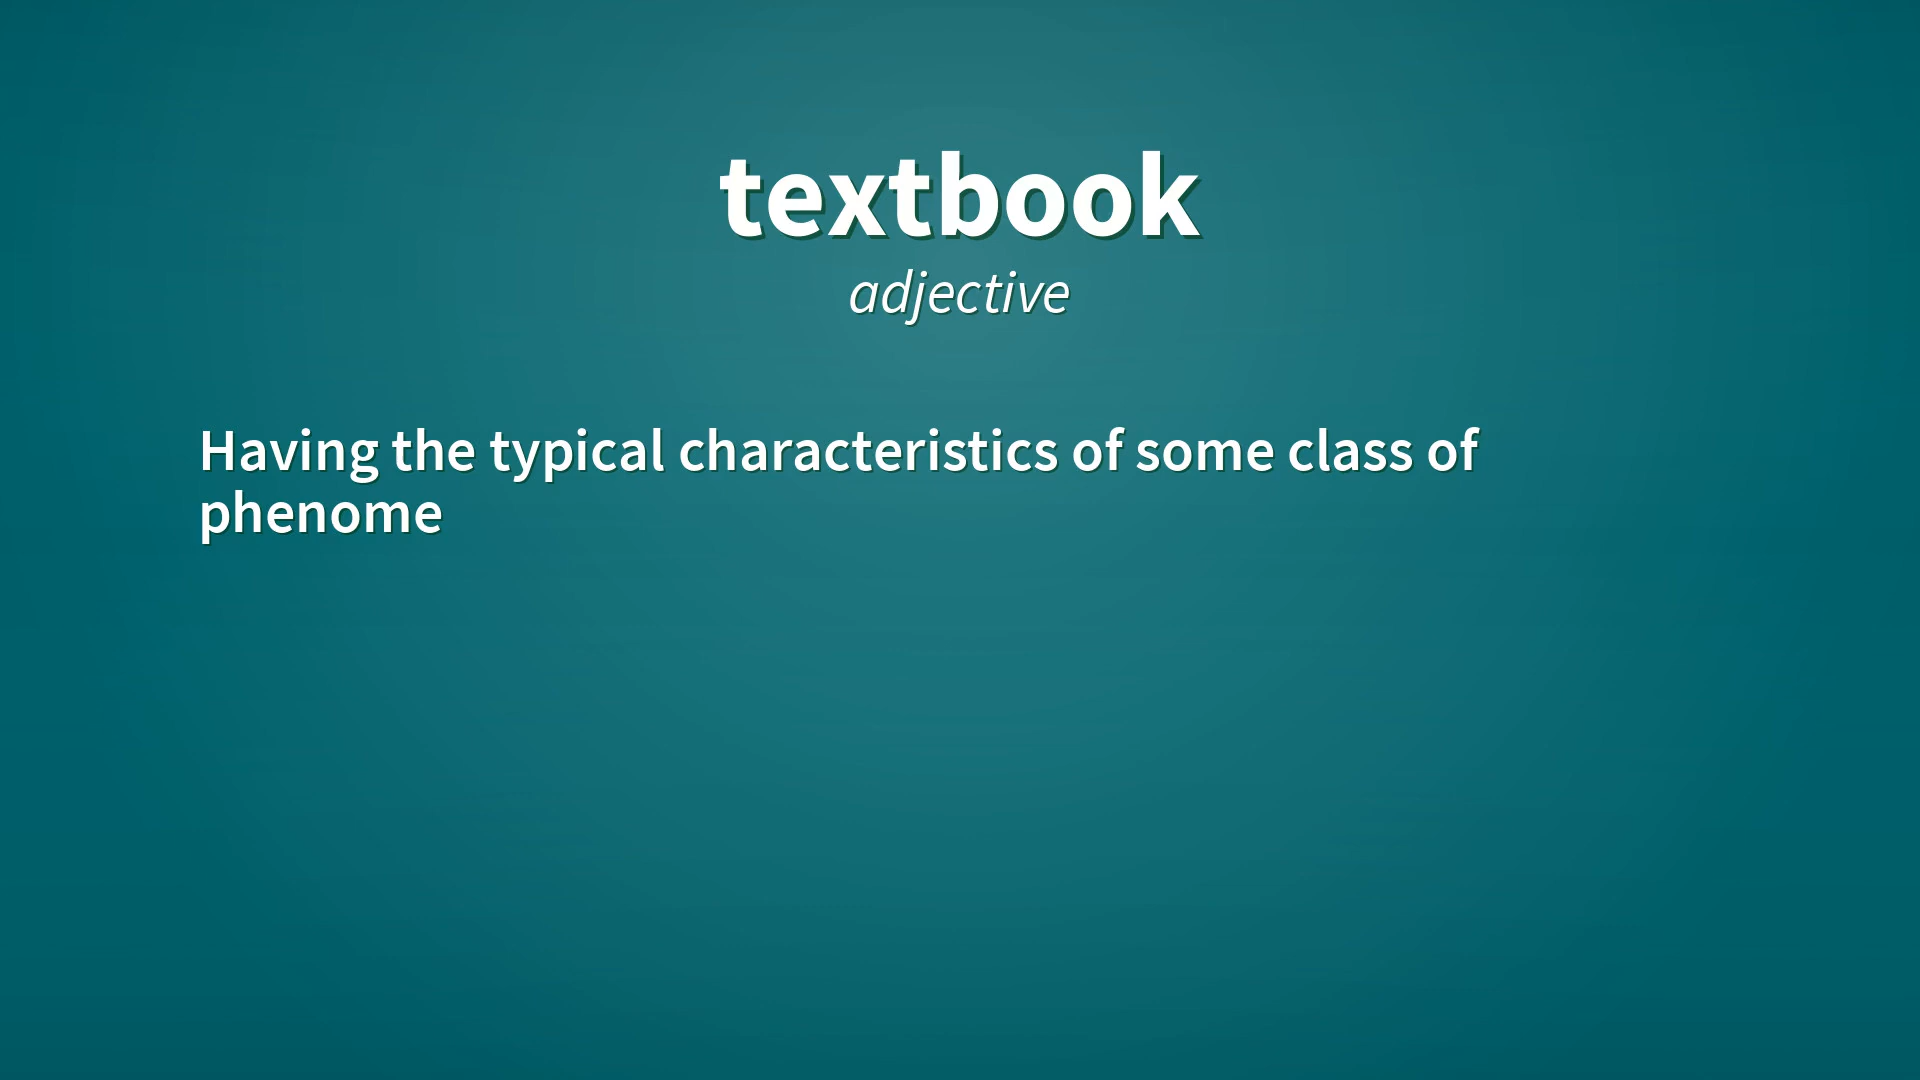 textbook
adjective
Having the typical characteristics of some class of
phenome